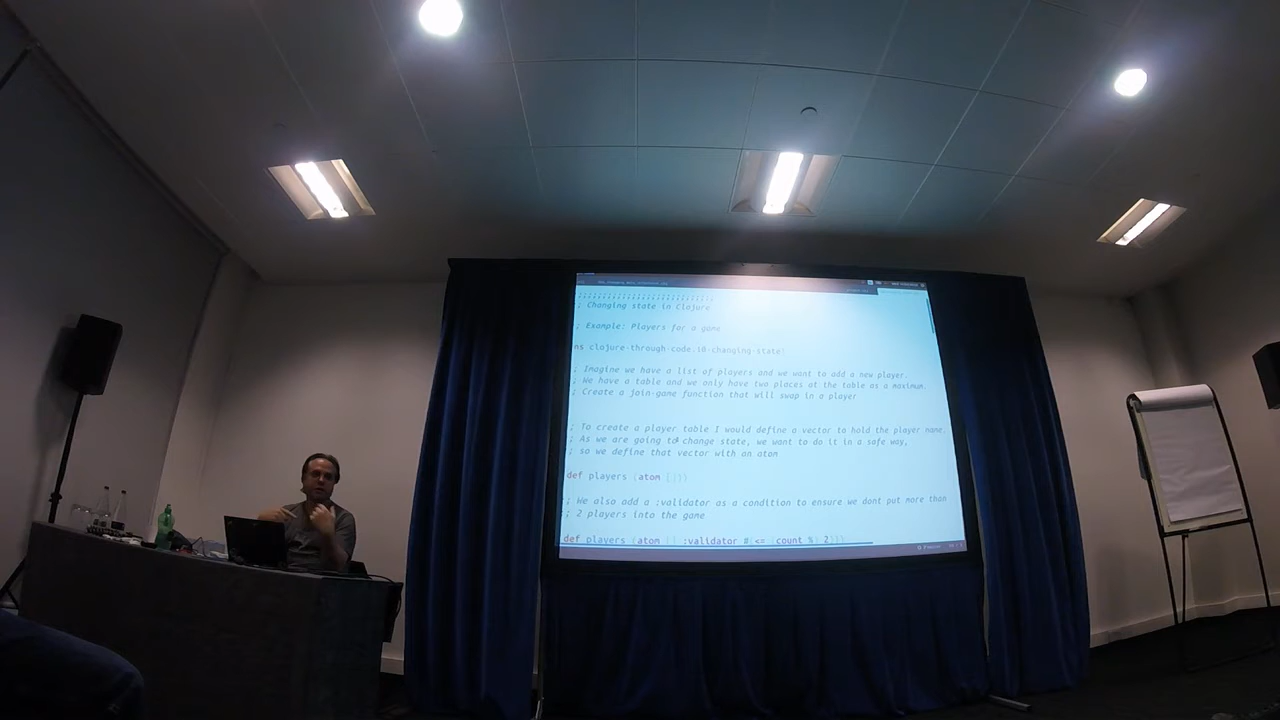 ;;;;;;;;;;;;;;;;;;;;;;;;;;;
; Changing state in Clojure
; Example: Players for a game
ns clojure-through-code.10-changing-state)
; Imagine we have a list of players and we want to add a new player.
; We have a table and we only have two places at the table as a maximum.
; Create a join-game function that will swap in a player
; To create a player table I would define a vector to hold the player name.
; As we are going to change state, we want to do it in a safe way,
; so we define that vector with an atom
def players (atom []))
;; We also add a :validator as a condition to ensure we dont put more than
; 2 players into the game
def players (atom [] :validator #(<= (count %) 2)))